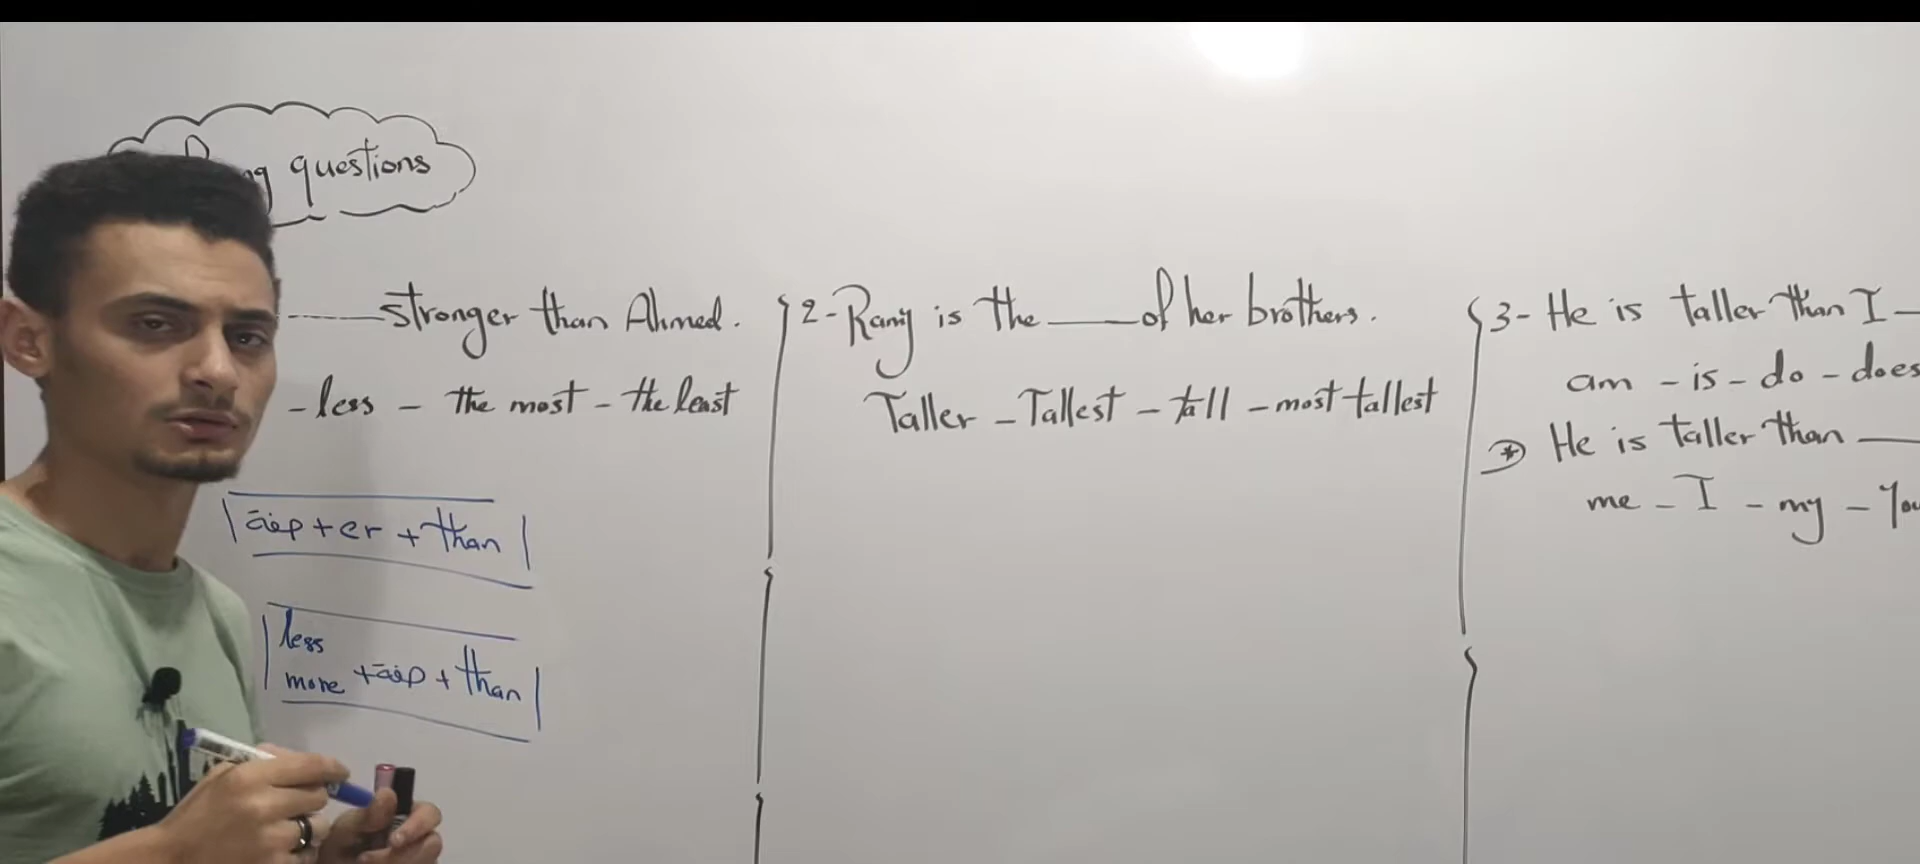 questions
stronger than Ahmed.
- less - the most - the least
صفة + er + than
less
more + صفة + than
2- Rany is the ____ of her brothers.
Taller - Tallest - tall - most tallest
3- He is taller than I
am - is - do - does
He is taller than
me - I - my - You